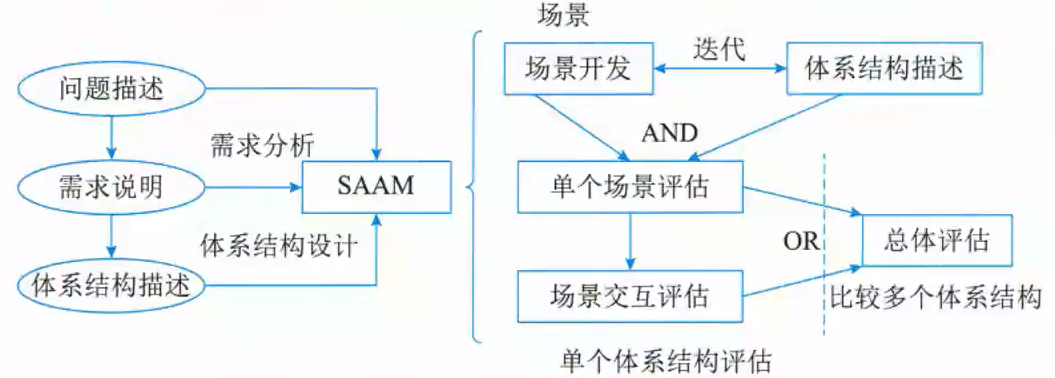 场景
场景开发
迭代
体系结构描述
问题描述
需求分析
AND
需求说明
SAAM
单个场景评估
体系结构设计
OR
总体评估
体系结构描述
场景交互评估
比较多个体系结构
单个体系结构评估